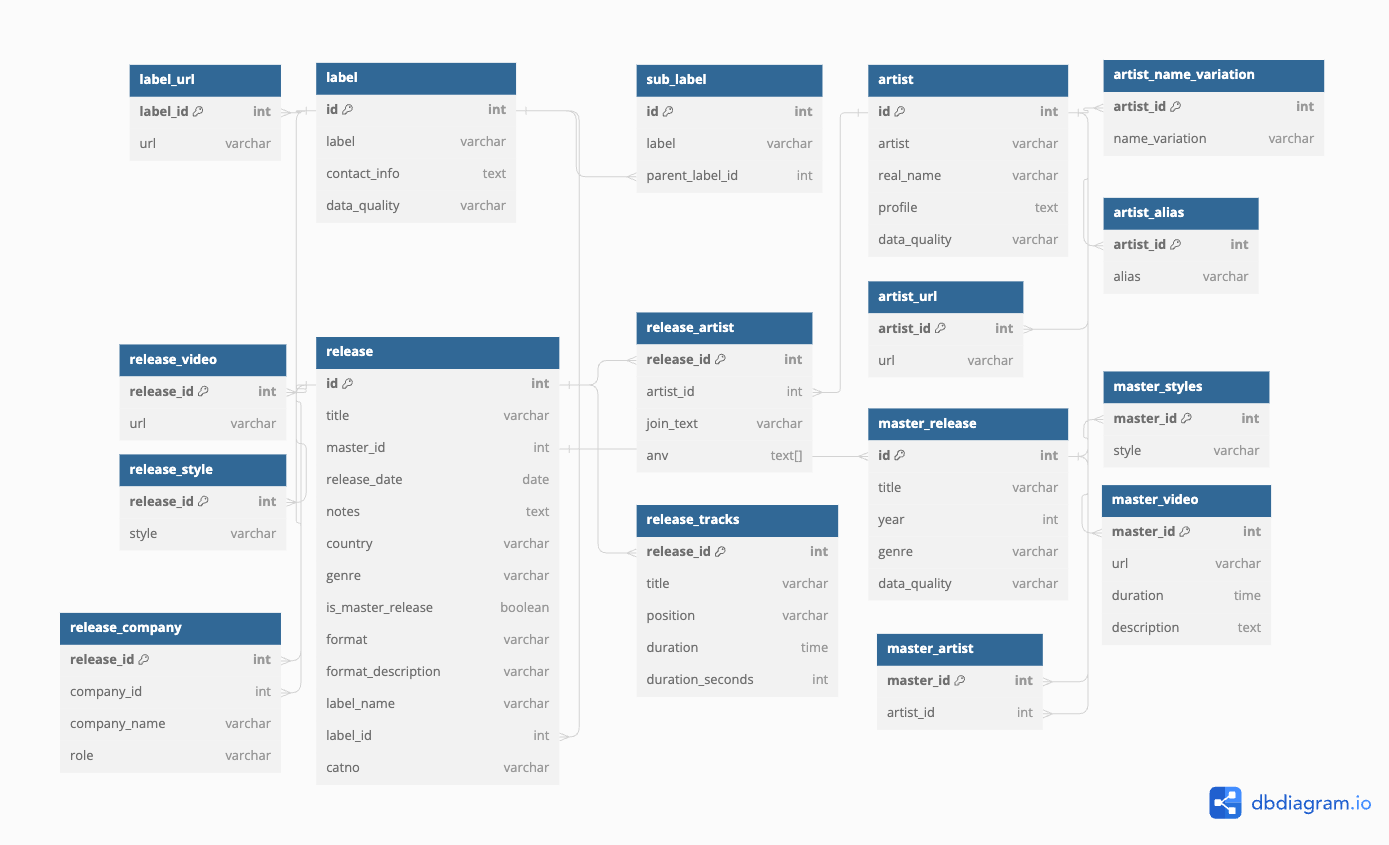 label_url
label_id int
url varchar
label
id int
label varchar
contact_info text
data_quality varchar
sub_label
id int
label varchar
parent_label_id int
artist
id int
artist varchar
real_name varchar
profile text
data_quality varchar
artist_name_variation
artist_id int
name_variation varchar
artist_alias
artist_id int
alias varchar
artist_url
artist_id int
url varchar
release_video
release_id int
url varchar
release_style
release_id int
style varchar
release_company
release_id int
company_id int
company_name varchar
role varchar
release
id int
title varchar
master_id int
release_date date
notes text
country varchar
genre varchar
is_master_release boolean
format varchar
format_description varchar
label_name varchar
label_id int
catno varchar
release_artist
release_id int
artist_id int
join_text varchar
anv text[]
release_tracks
release_id int
title varchar
position varchar
duration time
duration_seconds int
master_release
id int
title varchar
year int
genre varchar
data_quality varchar
master_artist
master_id int
artist_id int
master_styles
master_id int
style varchar
master_video
master_id int
url varchar
duration time
description text
dbdiagram.io